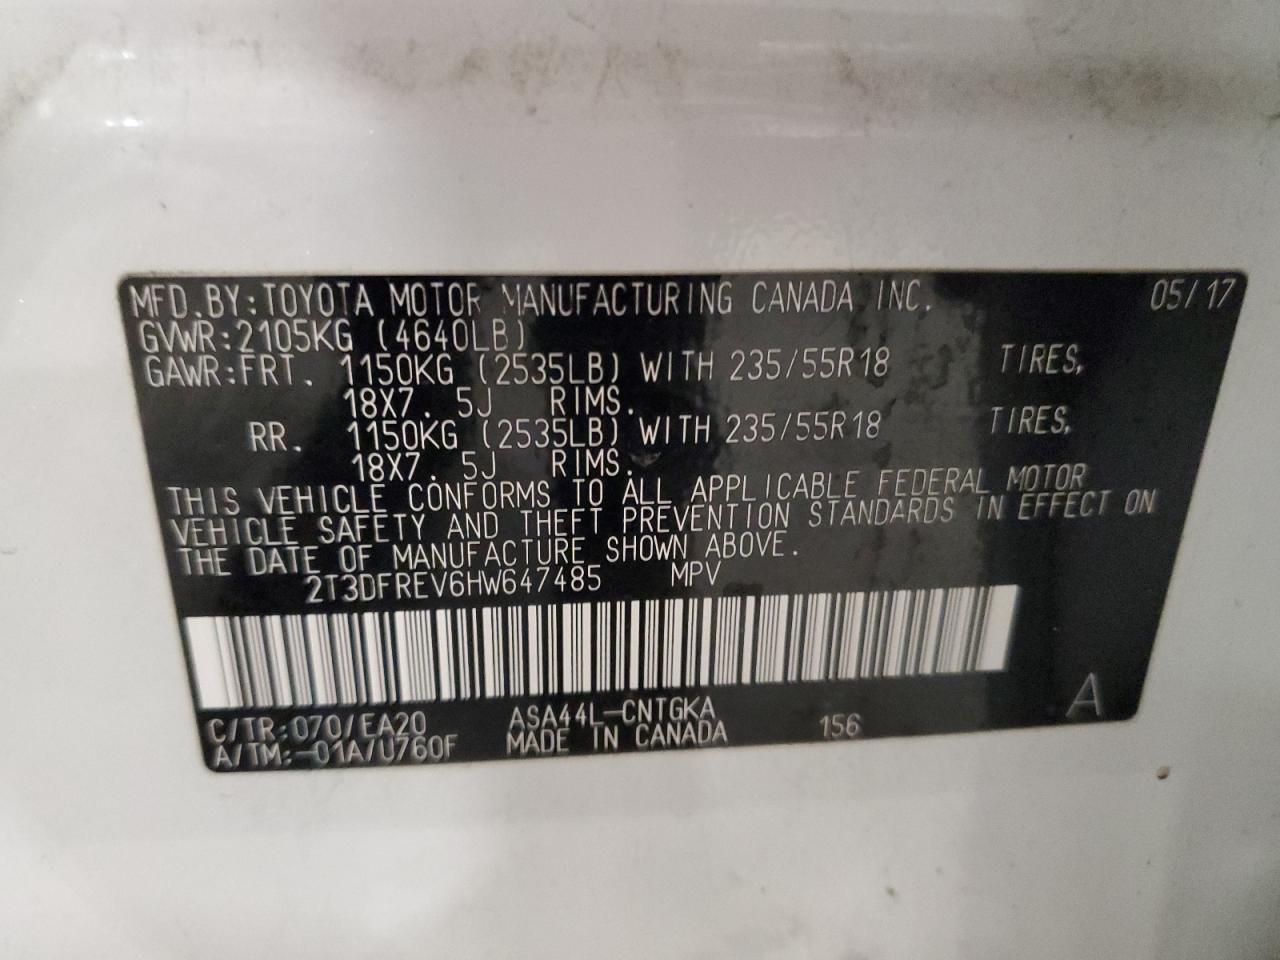 MFD.BY:TOYOTA MOTOR MANUFACTURING CANADA INC. 05/17
GVWR:2105KG (4640LB)
GAWR:FRT. 1150KG (2535LB) WITH 235/55R18 TIRES,
18X7. 5J RIMS.
RR. 1150KG (2535LB) WITH 235/55R18 TIRES,
18X7. 5J RIMS.
THIS VEHICLE CONFORMS TO ALL APPLICABLE FEDERAL MOTOR
VEHICLE SAFETY AND THEFT PREVENTION STANDARDS IN EFFECT ON
THE DATE OF MANUFACTURE SHOWN ABOVE.
2T3DFREV6HW647485 MPV
C/TR:070/EA20 ASA44L-CNTGKA 156 A
A/TM:-01A/U760F MADE IN CANADA